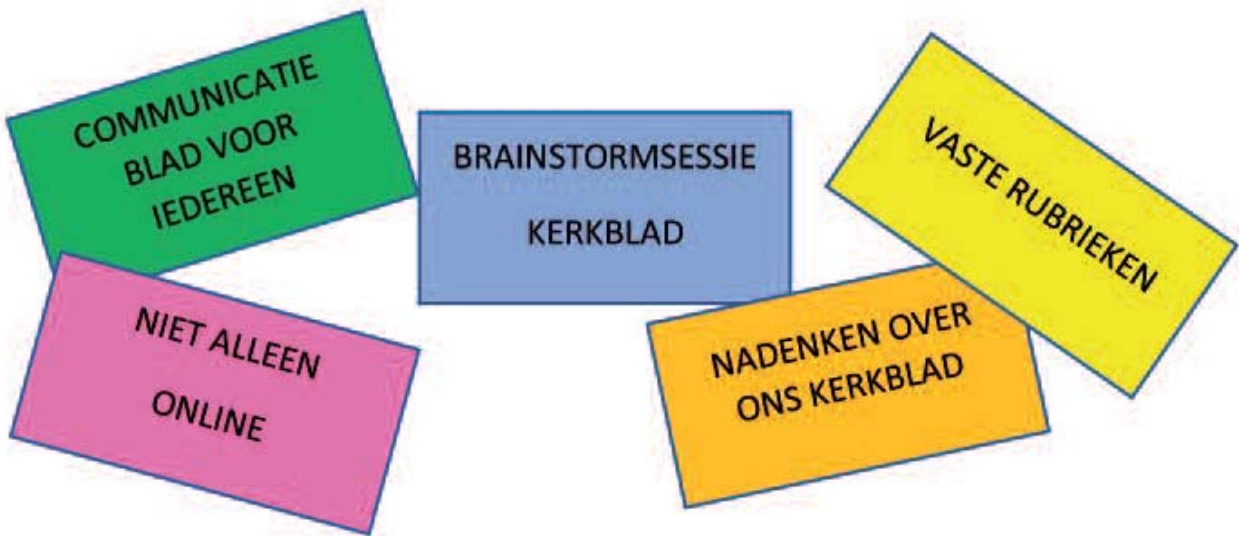 COMMUNICATIE
BLAD VOOR
IEDEREEN
BRAINSTORMSESSIE
KERKBLAD
VASTE RUBRIEKEN
NIET ALLEEN
ONLINE
NADENKEN OVER
ONS KERKBLAD